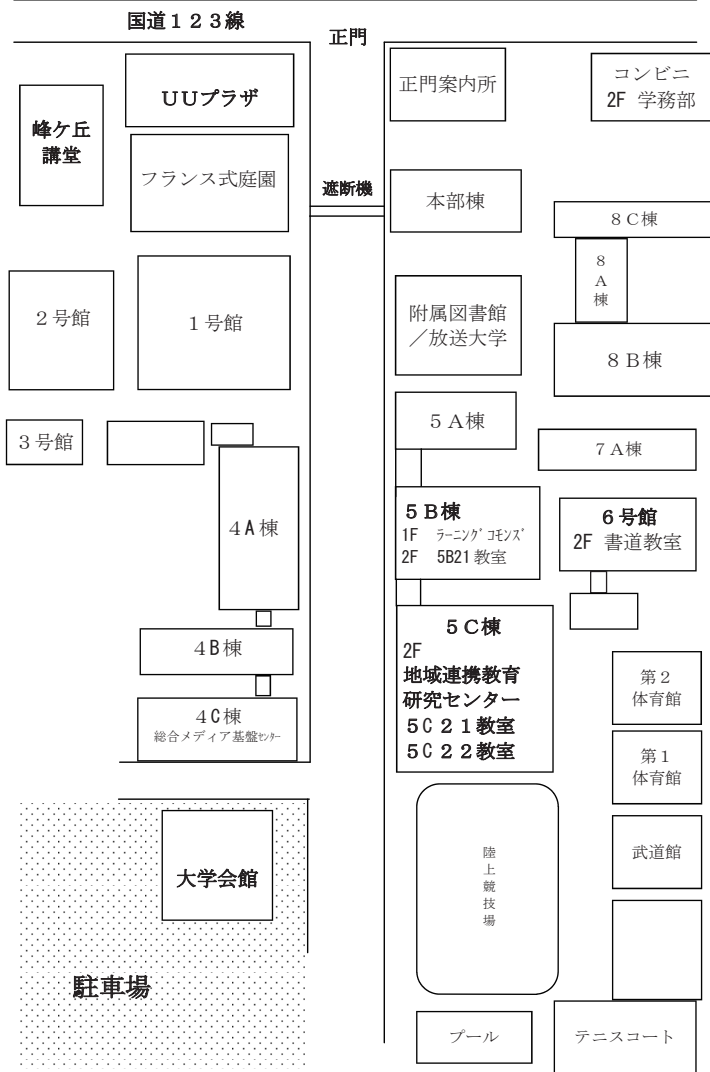 国道１２３線
正門
ＵＵプラザ
峰ケ丘
講堂
フランス式庭園
遮断機
正門案内所
コンビニ
2F 学務部
本部棟
８Ｃ棟
８
Ａ
棟
８Ｂ棟
２号館
１号館
附属図書館
／放送大学
５Ａ棟
７Ａ棟
３号館
４A棟
５Ｂ棟
1F ﾗｰﾆﾝｸﾞｺﾓﾝｽﾞ
2F 5B21教室
６号館
2F 書道教室
４B棟
４C棟
総合メディア基盤ｾﾝﾀｰ
５Ｃ棟
2F
地域連携教育
研究センター
５C２１教室
５C２２教室
第２
体育館
第１
体育館
武道館
大学会館
駐車場
陸
上
競
技
場
プール
テニスコート